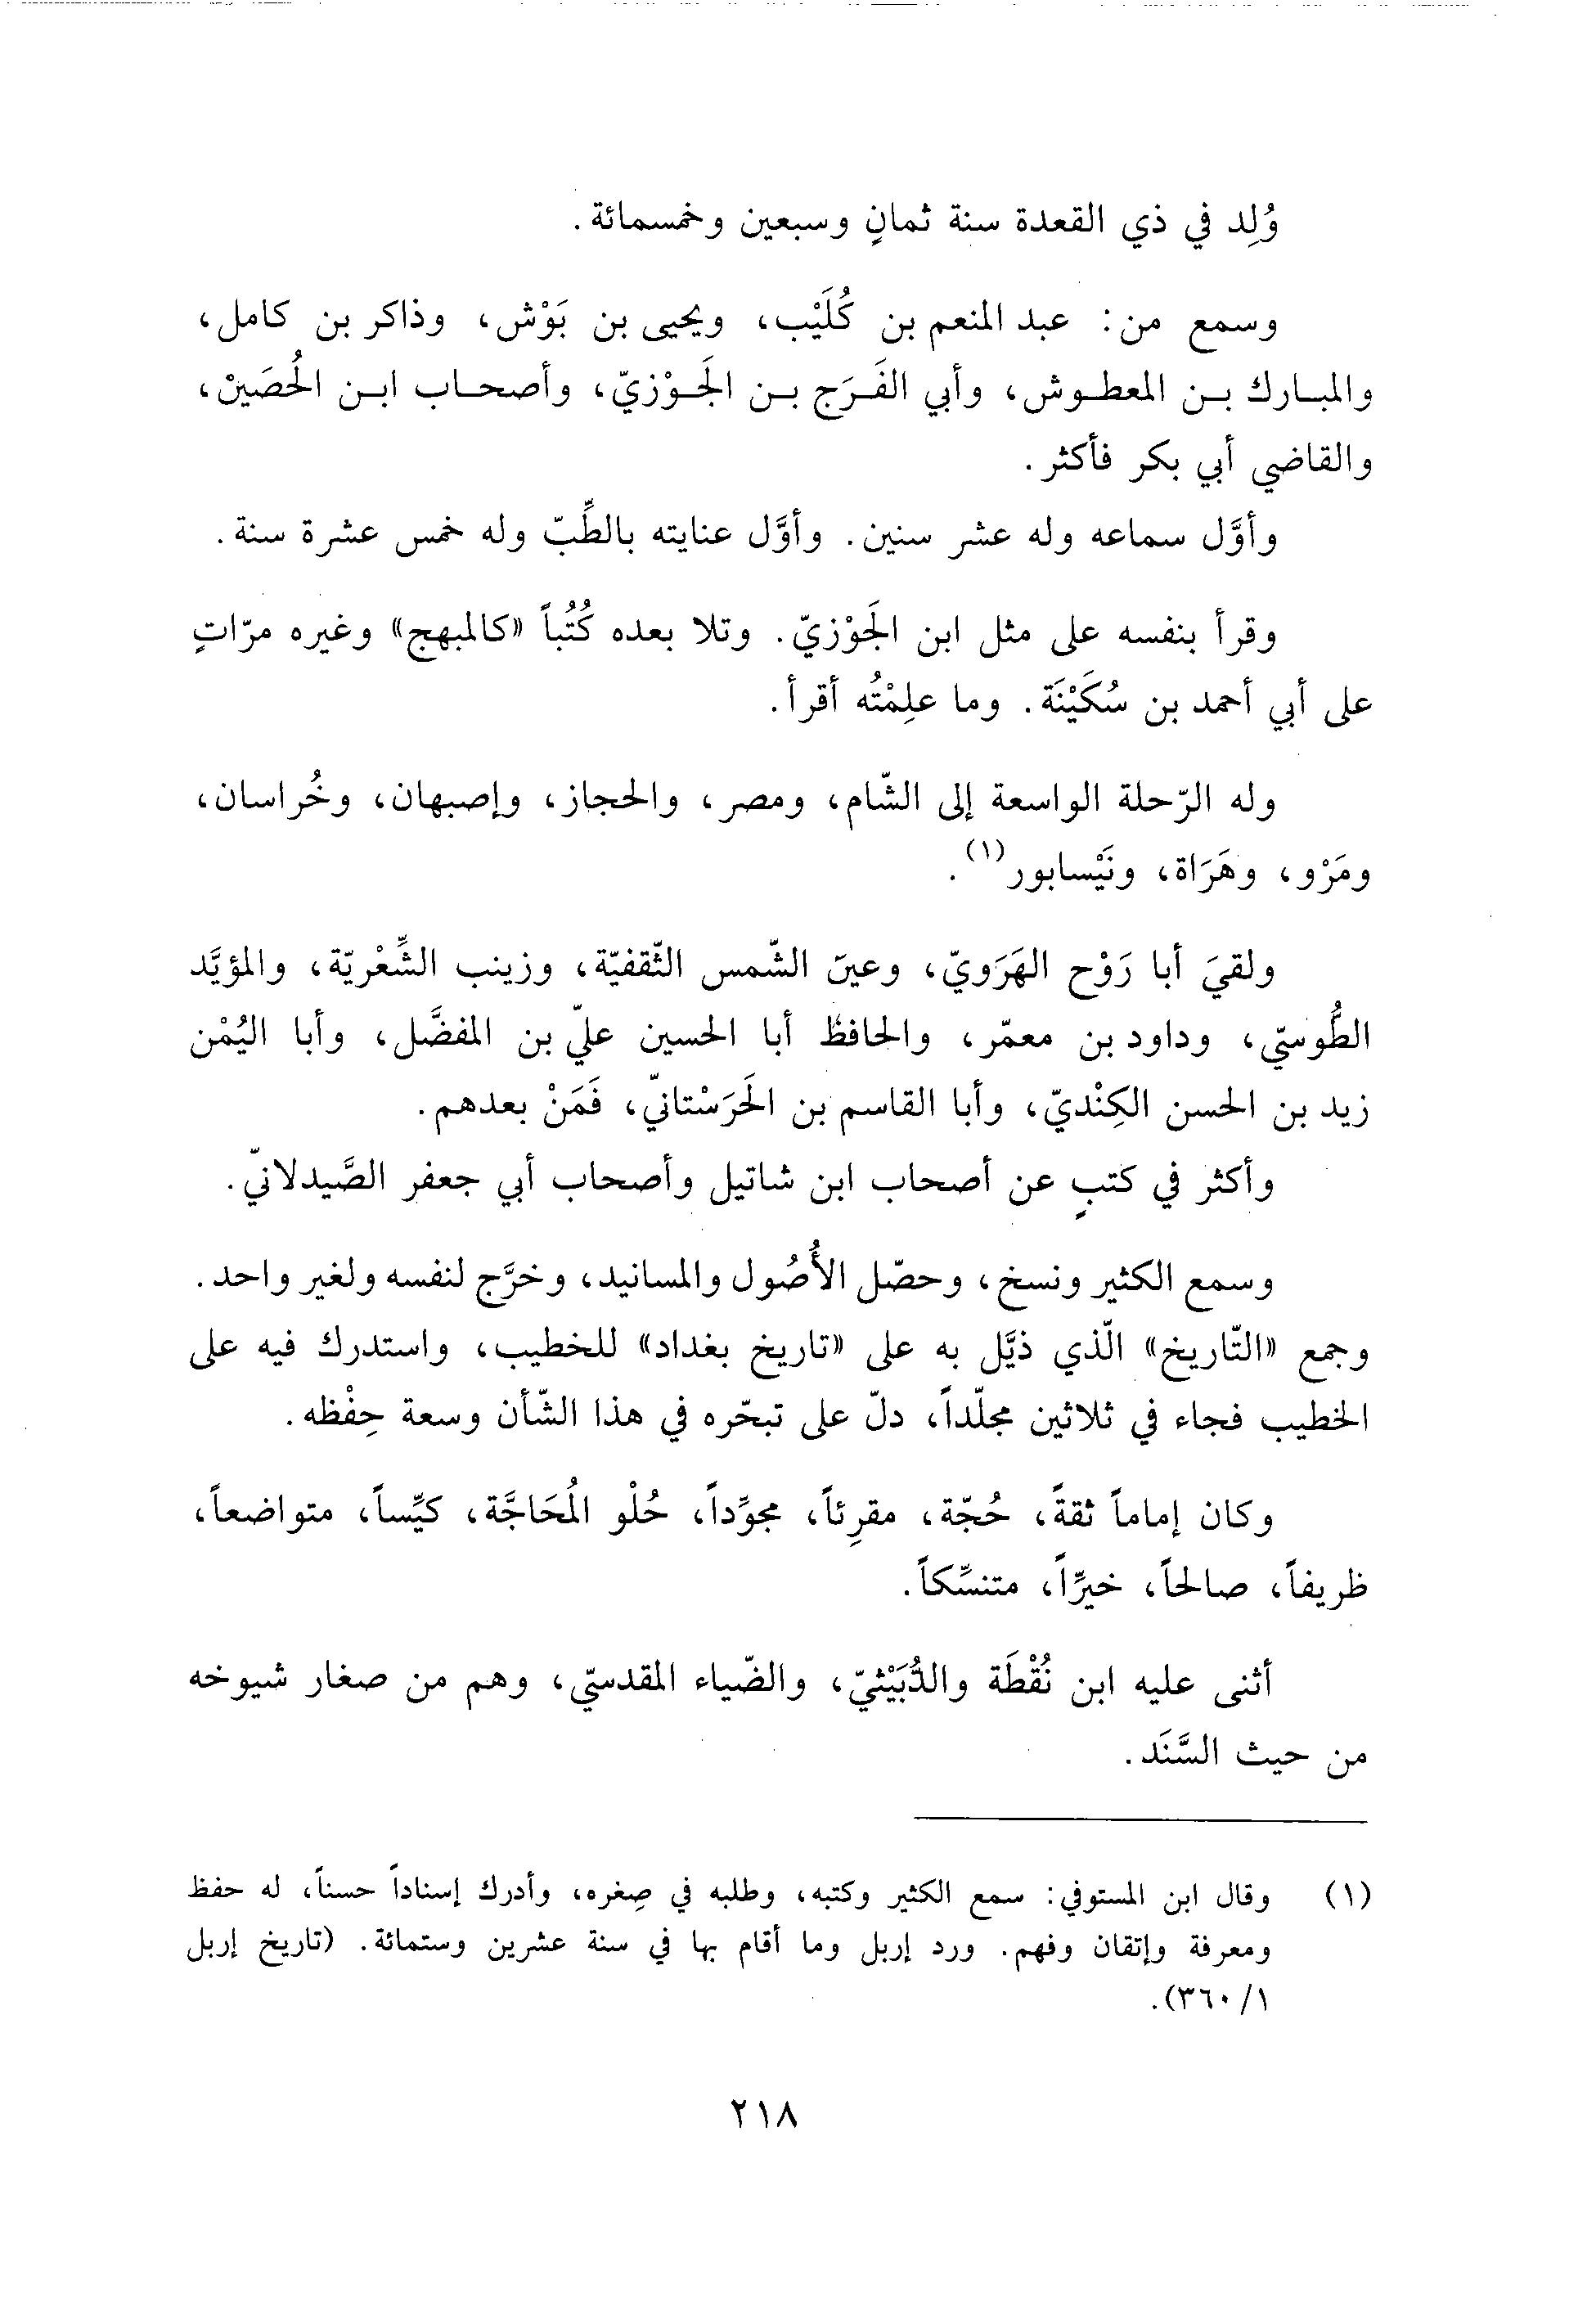 وُلِد في ذي القعدة سنة ثمانٍ وسبعين وخمسمائة.
وسمع من: عبد المنعم بن كُلَيْب، ويحيى بن بَوْش، وذاكر بن كامل،
والمبـارك بـن المعطـوش، وأبي الفَـرَج بـن الجَـوْزيّ، وأصحـاب ابـن الحُصَينْ،
والقاضي أبي بكر فأكثر.
وأوَّل سماعه وله عشر سنين. وأوَّل عنايته بالطِّبّ وله خمس عشرة سنة.
وقرأ بنفسه على مثل ابن الجَوْزيّ. وتلا بعده كُتُباً «كالمبهج» وغيره مرّاتٍ
على أبي أحمد بن سُكَيْنَة. وما علِمْتُه أقرأ.
وله الرّحلة الواسعة إلى الشّام، ومصر، والحجاز، وإصبهان، وخُراسان،
ومَرْو، وهَرَاة، ونَيْسابور(١).
ولقيَ أبا رَوْح الهَرَويّ، وعينَ الشّمس الثّقفيّة، وزينب الشِّعْريّة، والمؤيَّد
الطُّوسيّ، وداود بن معمّر، والحافظ أبا الحسين عليّ بن المفضَّل، وأبا اليُمْن
زيد بن الحسن الكِنْديّ، وأبا القاسم بن الحَرَسْتانيّ، فَمَنْ بعدهم.
وأكثر في كتبٍ عن أصحاب ابن شاتيل وأصحاب أبي جعفر الصَّيدلانيّ.
وسمع الكثير ونسخ، وحصّل الأُصُول والمسانيد، وخرَّج لنفسه ولغير واحد.
وجمع «التّاريخ» الّذي ذيَّل به على «تاريخ بغداد» للخطيب، واستدرك فيه على
الخطيب فجاء في ثلاثين مجلّداً، دلّ على تبحّره في هذا الشّأن وسعة حِفْظه.
وكان إماماً ثقةً، حُجّة، مقرِئاً، مجوِّداً، حُلْو المُحَاجَّة، كيِّساً، متواضعاً،
ظريفاً، صالحاً، خيِّراً، متنسِّكاً.
أثنى عليه ابن نُقْطَة والدُّبَيْثيّ، والضّياء المقدسيّ، وهم من صغار شيوخه
من حيث السَّنَد.
(١) وقال ابن المستوفي: سمع الكثير وكتبه، وطلبه في صِغره، وأدرك إسناداً حسناً، له حفظ
ومعرفة وإتقان وفهم. ورد إربل وما أقام بها في سنة عشرين وستمائة. (تاريخ إربل
١/ ٣٦٠).
٢١٨